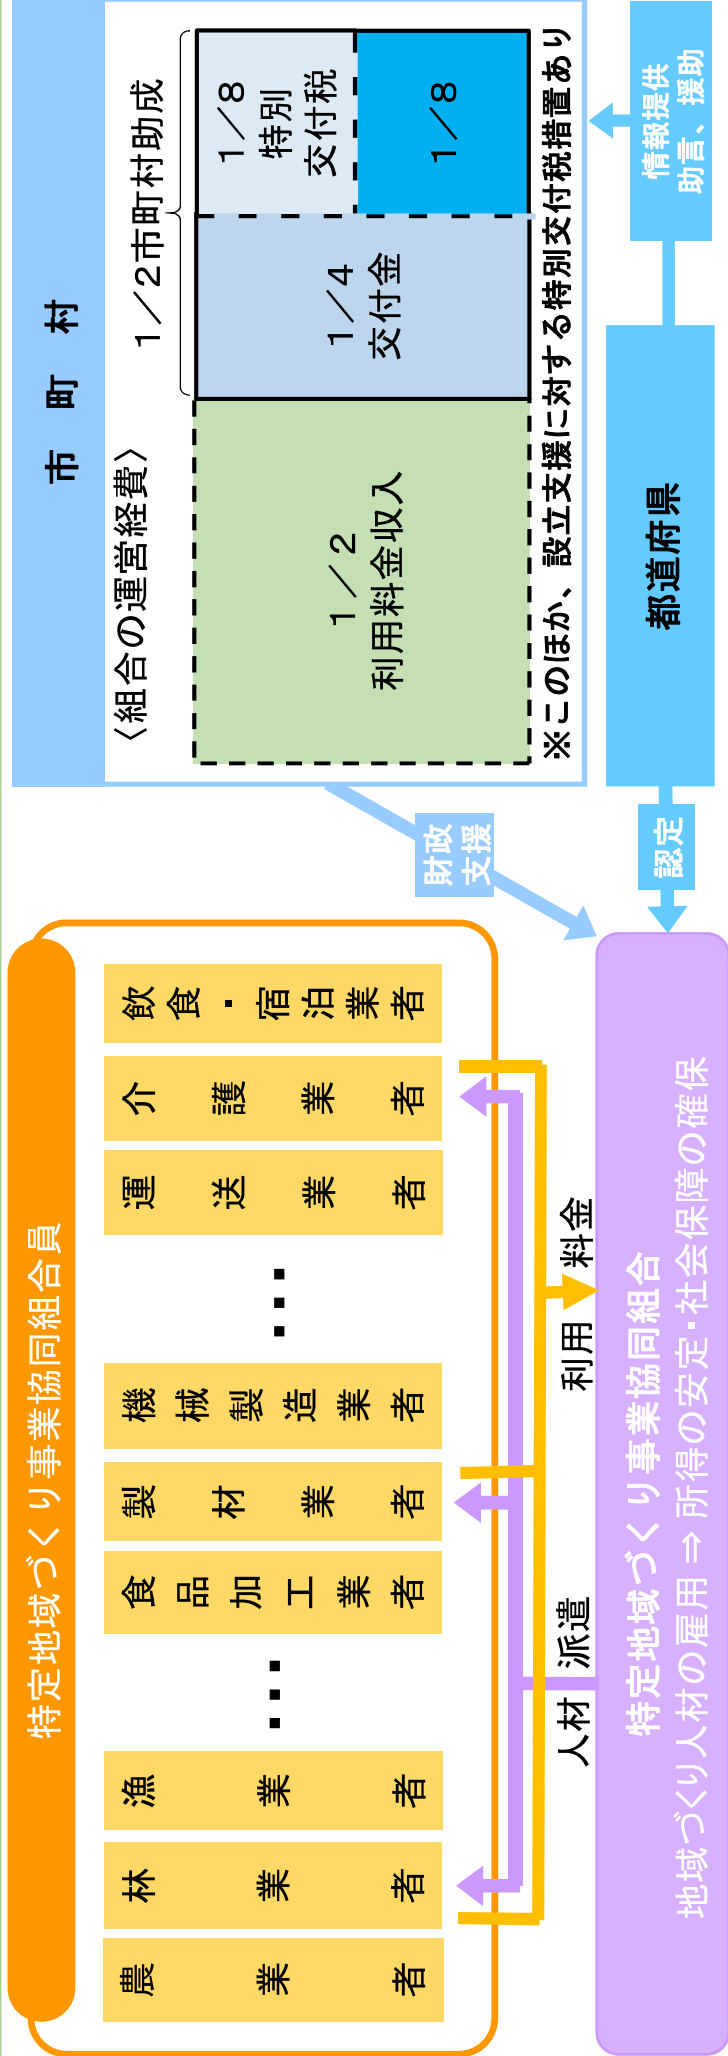 特定地域づくり事業協同組合員
農業者
林業者
漁業者
・・・
食品加工業者
製材業者
機械製造業者
・・・
運送業者
介護業者
飲食・宿泊業者
人材 派遣
利用 料金
特定地域づくり事業協同組合
地域づくり人材の雇用 ⇒ 所得の安定・社会保障の確保
市町村
〈組合の運営経費〉
1／2市町村助成
1／2
利用料金収入
1／4
交付金
1／8
特別
交付税
1／8
※このほか、設立支援に対する特別交付税措置あり
財政
支援
認定
都道府県
情報提供
助言、援助